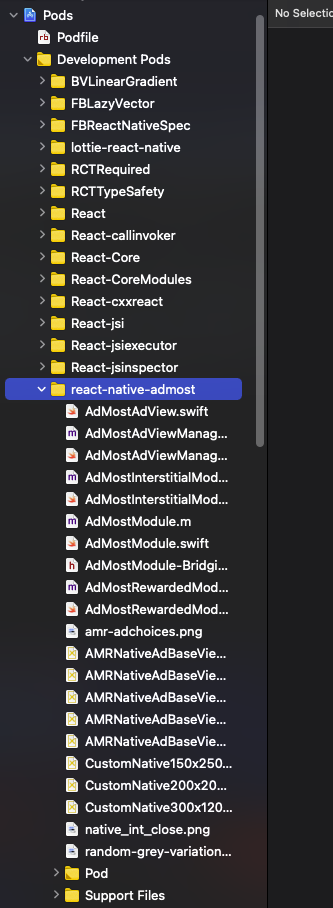 Pods
No Selectio
Podfile
Development Pods
BVLinearGradient
FBLazyVector
FBReactNativeSpec
lottie-react-native
RCTRequired
RCTTypeSafety
React
React-callinvoker
React-Core
React-CoreModules
React-cxxreact
React-jsi
React-jsiexecutor
React-jsinspector
react-native-admost
AdMostAdView.swift
AdMostAdViewManag...
AdMostAdViewManag...
AdMostInterstitialMod...
AdMostInterstitialMod...
AdMostModule.m
AdMostModule.swift
AdMostModule-Bridgi...
AdMostRewardedMod...
AdMostRewardedMod...
amr-adchoices.png
AMRNativeAdBaseVie...
AMRNativeAdBaseVie...
AMRNativeAdBaseVie...
AMRNativeAdBaseVie...
AMRNativeAdBaseVie...
CustomNative150x250...
CustomNative200x20...
CustomNative300x120...
native_int_close.png
random-grey-variation...
Pod
Support Files